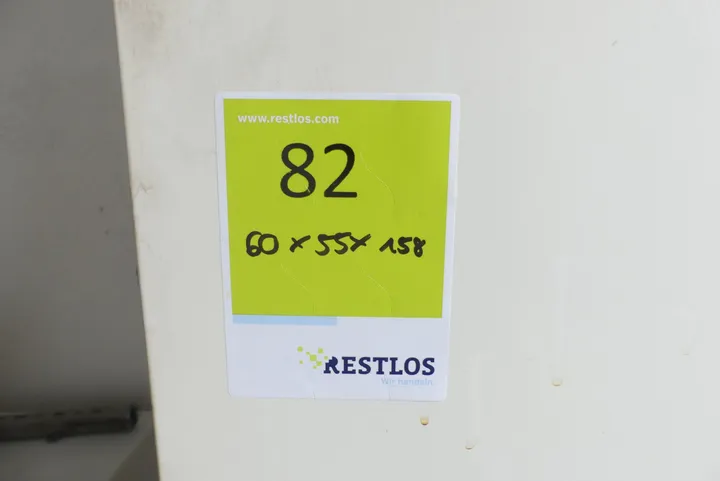 www.restlos.com
82
60 x 55 x 158
RESTLOS
Wir handeln.